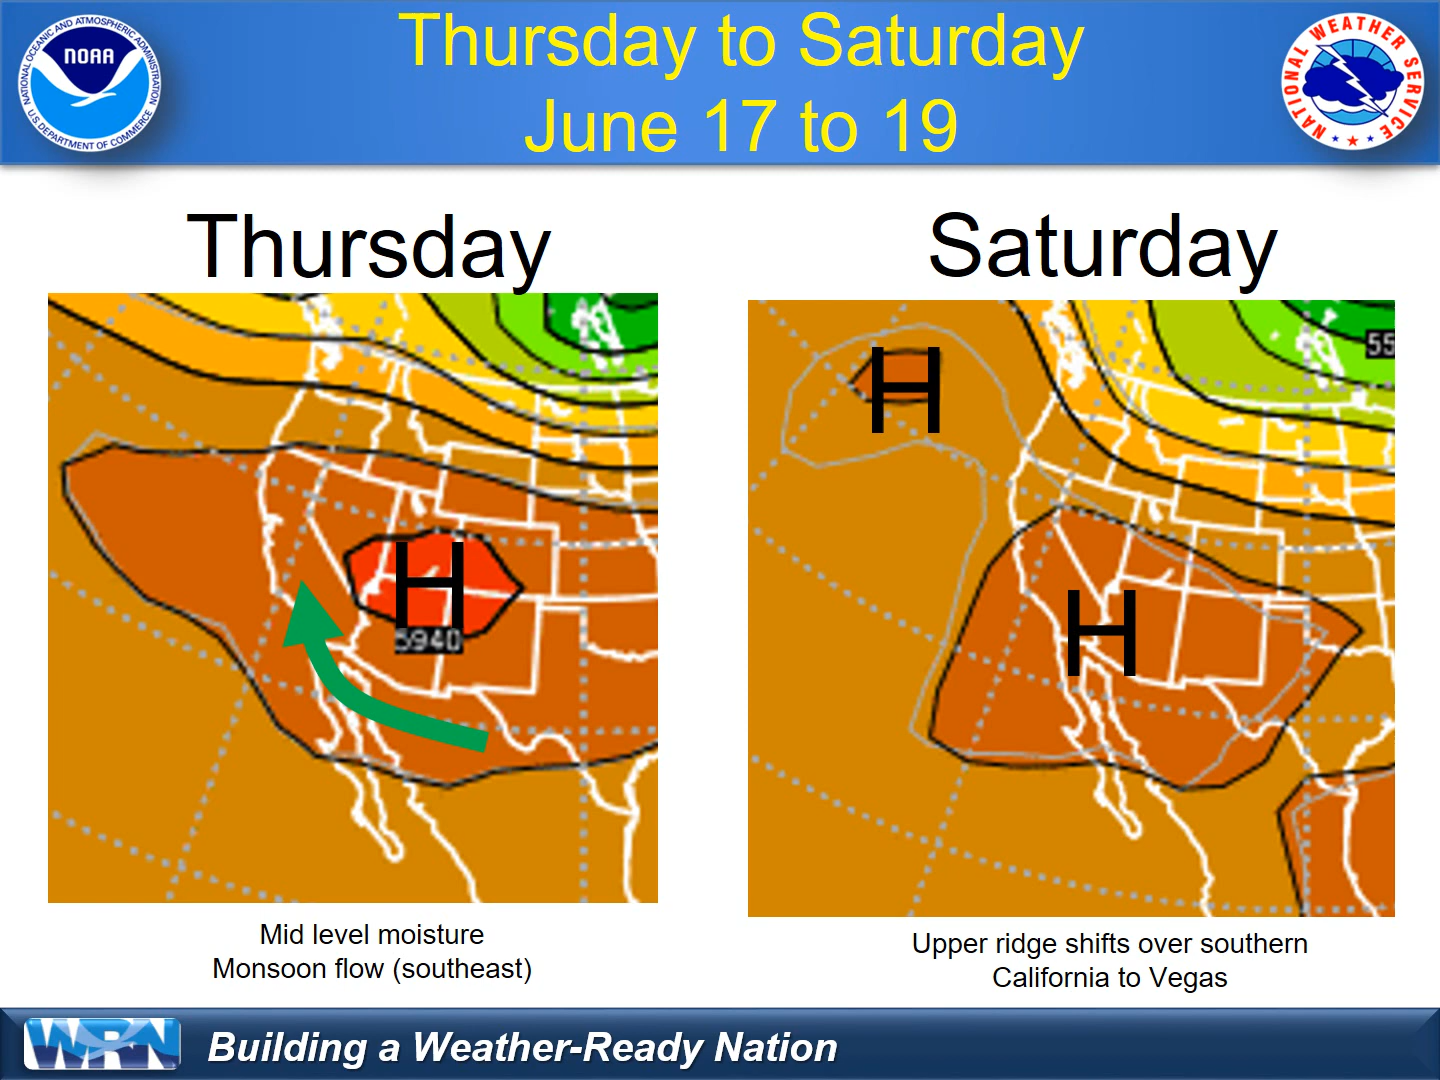 Thursday to Saturday
June 17 to 19
NATIONAL OCEANIC AND ATMOSPHERIC ADMINISTRATION
NOAA
U.S. DEPARTMENT OF COMMERCE
NATIONAL WEATHER SERVICE
Thursday
H
5940
Mid level moisture
Monsoon flow (southeast)
Saturday
55
H
H
Upper ridge shifts over southern
California to Vegas
WRN
Building a Weather-Ready Nation